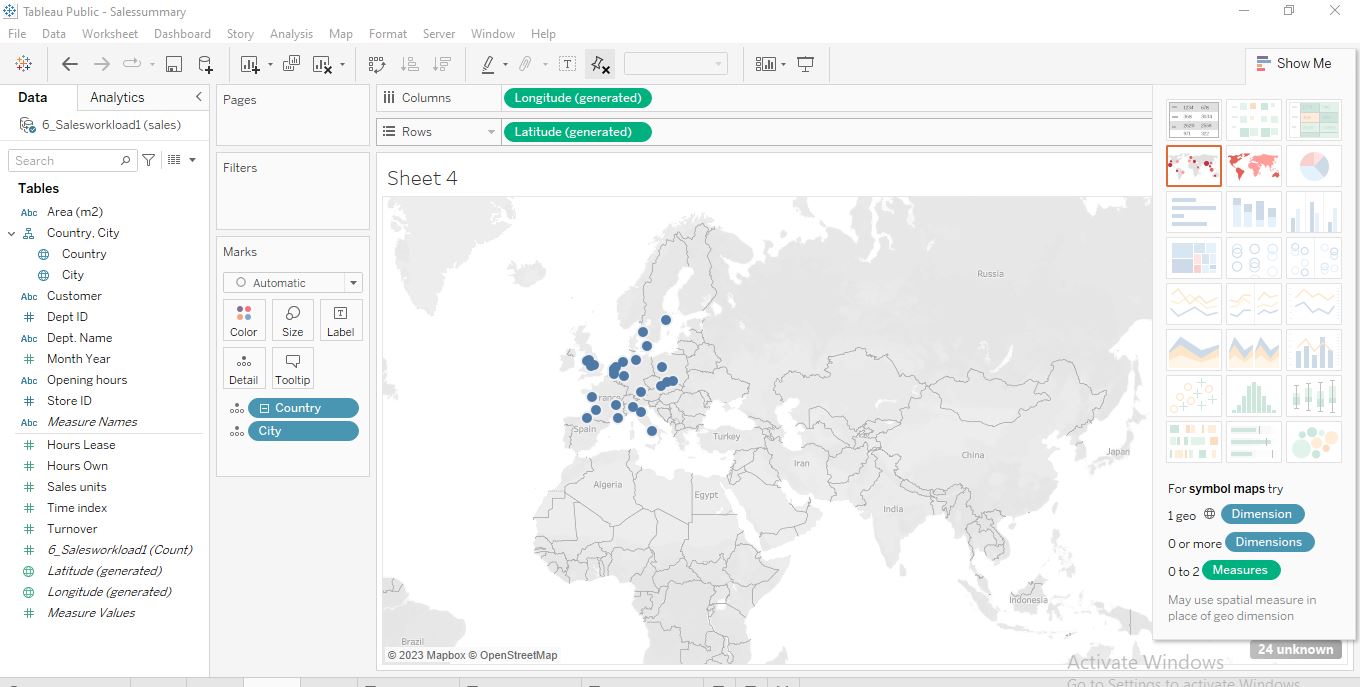 Tableau Public - Salessummary
File Data Worksheet Dashboard Story Analysis Map Format Server Window Help
Show Me
Data Analytics
6_Salesworkload1 (sales)
Search
Tables
Abc Area (m2)
Country, City
Country
City
Abc Customer
# Dept ID
Abc Dept. Name
# Month Year
Abc Opening hours
# Store ID
Abc Measure Names
# Hours Lease
# Hours Own
# Sales units
# Time index
# Turnover
# 6_Salesworkload1 (Count)
Latitude (generated)
Longitude (generated)
# Measure Values
Pages
Filters
Marks
Automatic
Color Size Label
Detail Tooltip
Country
City
Columns Longitude (generated)
Rows Latitude (generated)
Sheet 4
Russia
France
Spain
Turkey
Iran
China
Japan
Algeria
Egypt
India
Indonesia
Brazil
© 2023 Mapbox © OpenStreetMap
For symbol maps try
1 geo Dimension
0 or more Dimensions
0 to 2 Measures
May use spatial measure in
place of geo dimension
24 unknown
Activate Windows
Go to Settings to activate Windows.